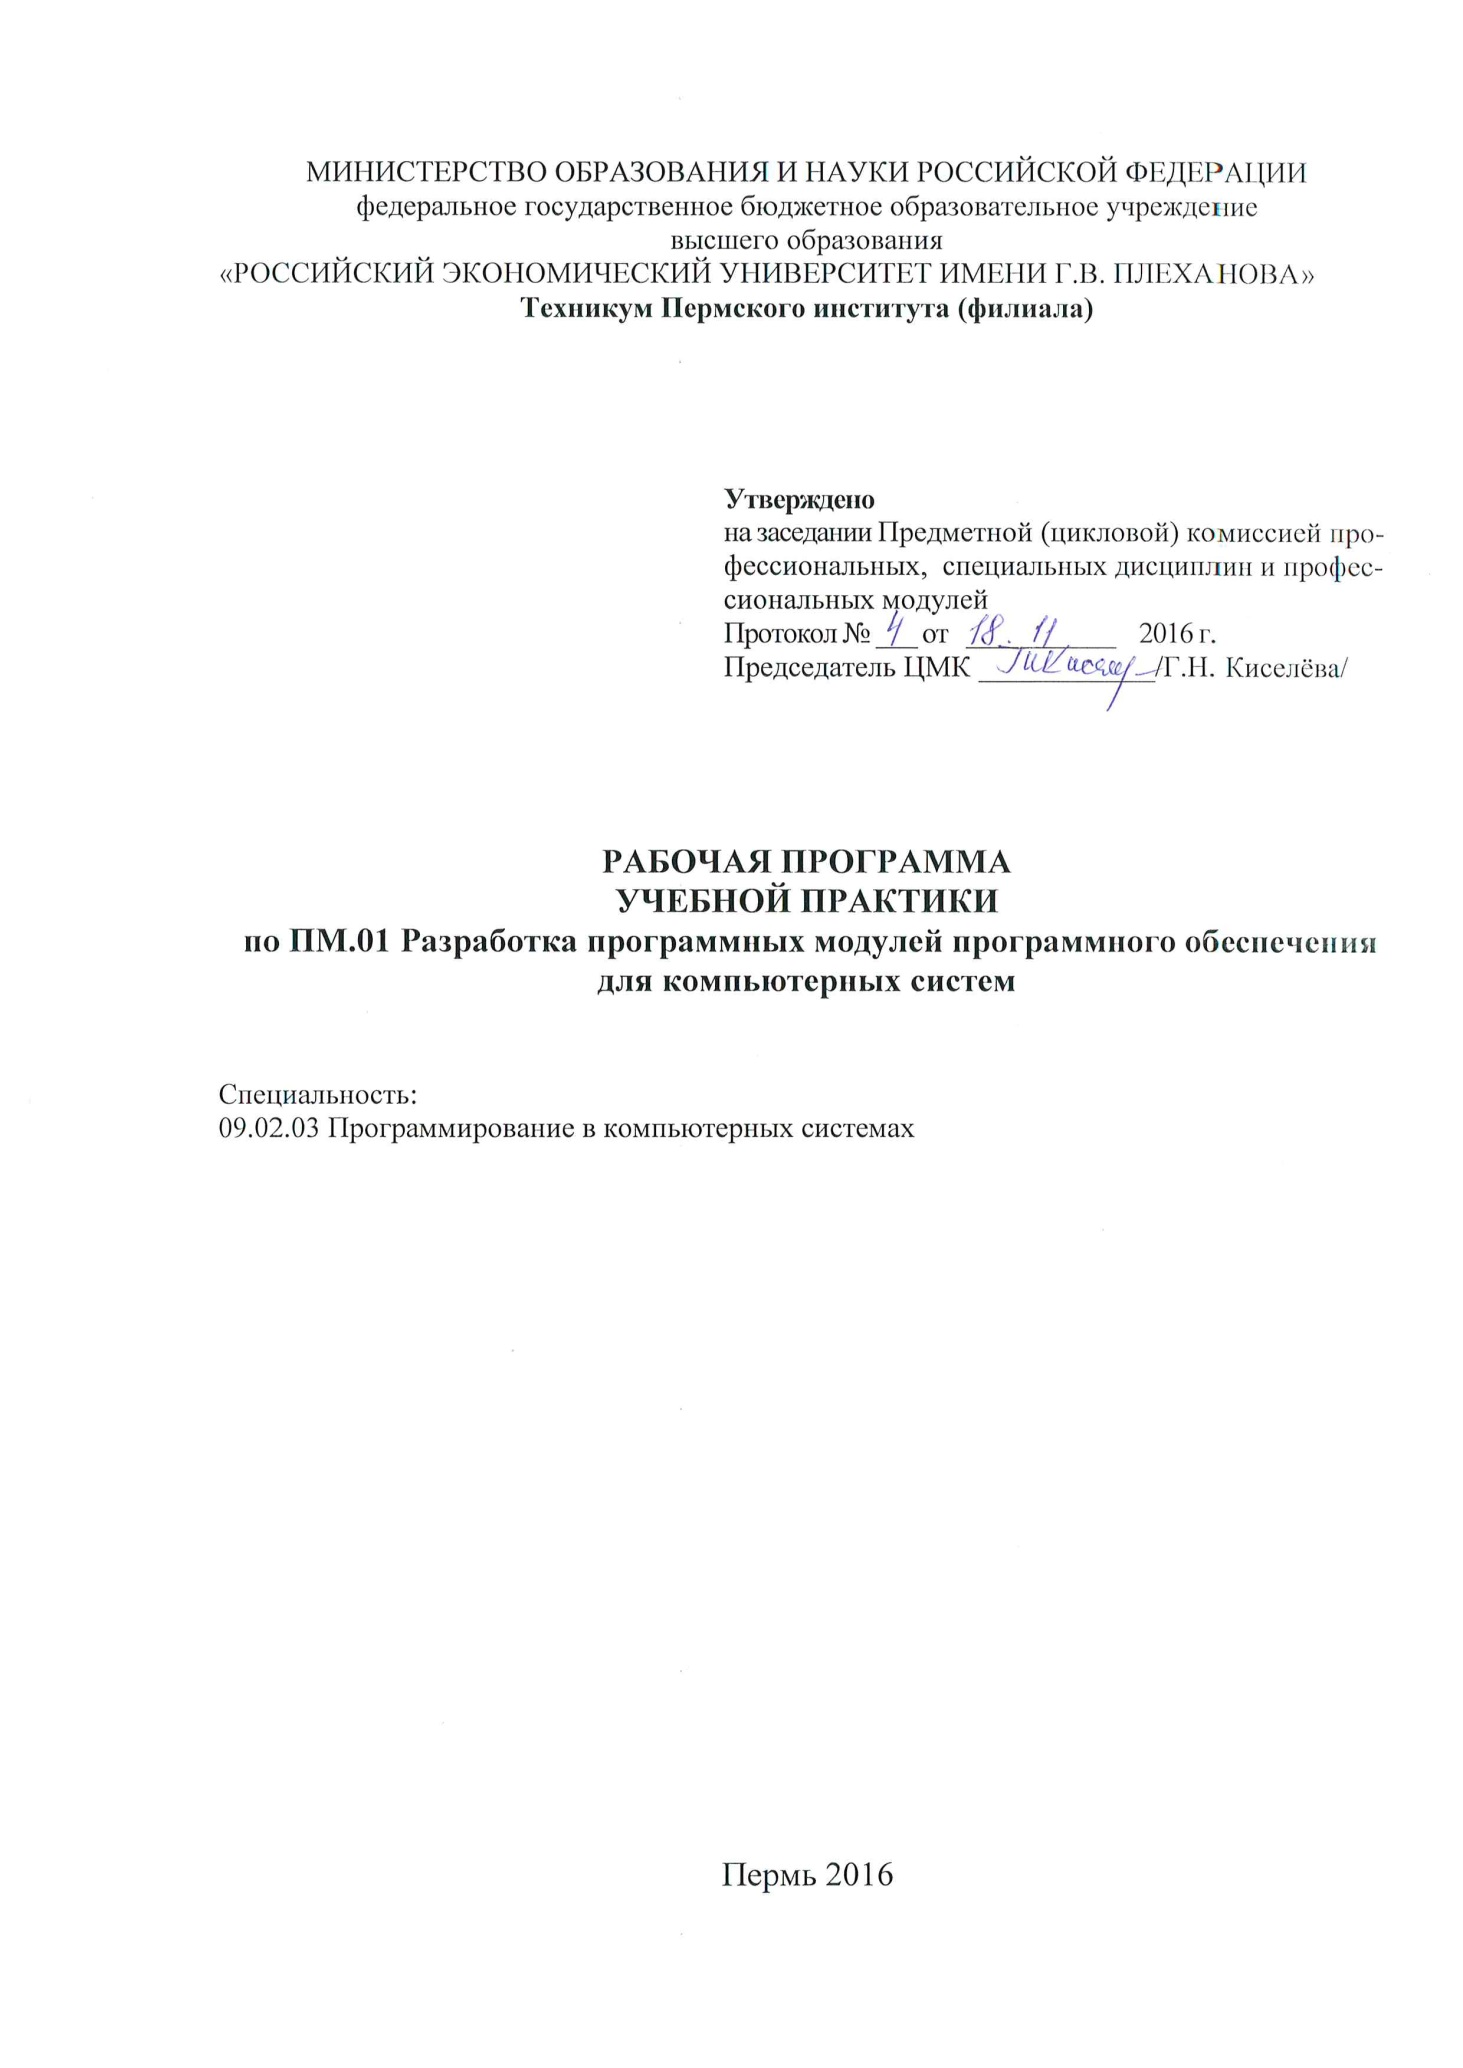 МИНИСТЕРСТВО ОБРАЗОВАНИЯ И НАУКИ РОССИЙСКОЙ ФЕДЕРАЦИИ
федеральное государственное бюджетное образовательное учреждение
высшего образования
«РОССИЙСКИЙ ЭКОНОМИЧЕСКИЙ УНИВЕРСИТЕТ ИМЕНИ Г.В. ПЛЕХАНОВА»
Техникум Пермского института (филиала)
Утверждено
на заседании Предметной (цикловой) комиссией про-
фессиональных, специальных дисциплин и профес-
сиональных модулей
Протокол № 4 от 18.11 2016 г.
Председатель ЦМК /Г.Н. Киселёва/
РАБОЧАЯ ПРОГРАММА
УЧЕБНОЙ ПРАКТИКИ
по ПМ.01 Разработка программных модулей программного обеспечения
для компьютерных систем
Специальность:
09.02.03 Программирование в компьютерных системах
Пермь 2016